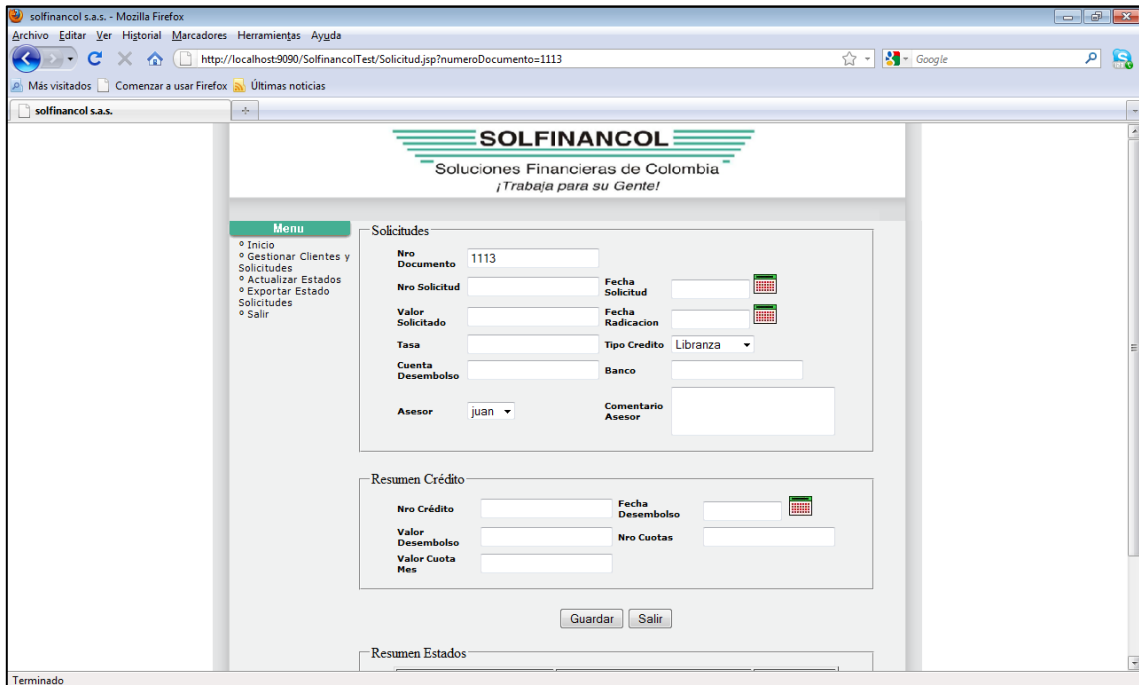 solfinancol s.a.s. - Mozilla Firefox
Archivo Editar Ver Historial Marcadores Herramientas Ayuda
http://localhost:9090/SolfinancolTest/Solicitud.jsp?numeroDocumento=1113
Google
Más visitados Comenzar a usar Firefox Últimas noticias
solfinancol s.a.s.
SOLFINANCOL
Soluciones Financieras de Colombia
¡Trabaja para su Gente!
Menu
º Inicio
º Gestionar Clientes y
Solicitudes
º Actualizar Estados
º Exportar Estado
Solicitudes
º Salir
Solicitudes
Nro
Documento 1113
Nro Solicitud
Fecha
Solicitud
Valor
Solicitado
Fecha
Radicacion
Tasa
Tipo Credito Libranza
Cuenta
Desembolso
Banco
Asesor juan
Comentario
Asesor
Resumen Crédito
Nro Crédito
Fecha
Desembolso
Valor
Desembolso
Nro Cuotas
Valor Cuota
Mes
Guardar Salir
Resumen Estados
Terminado